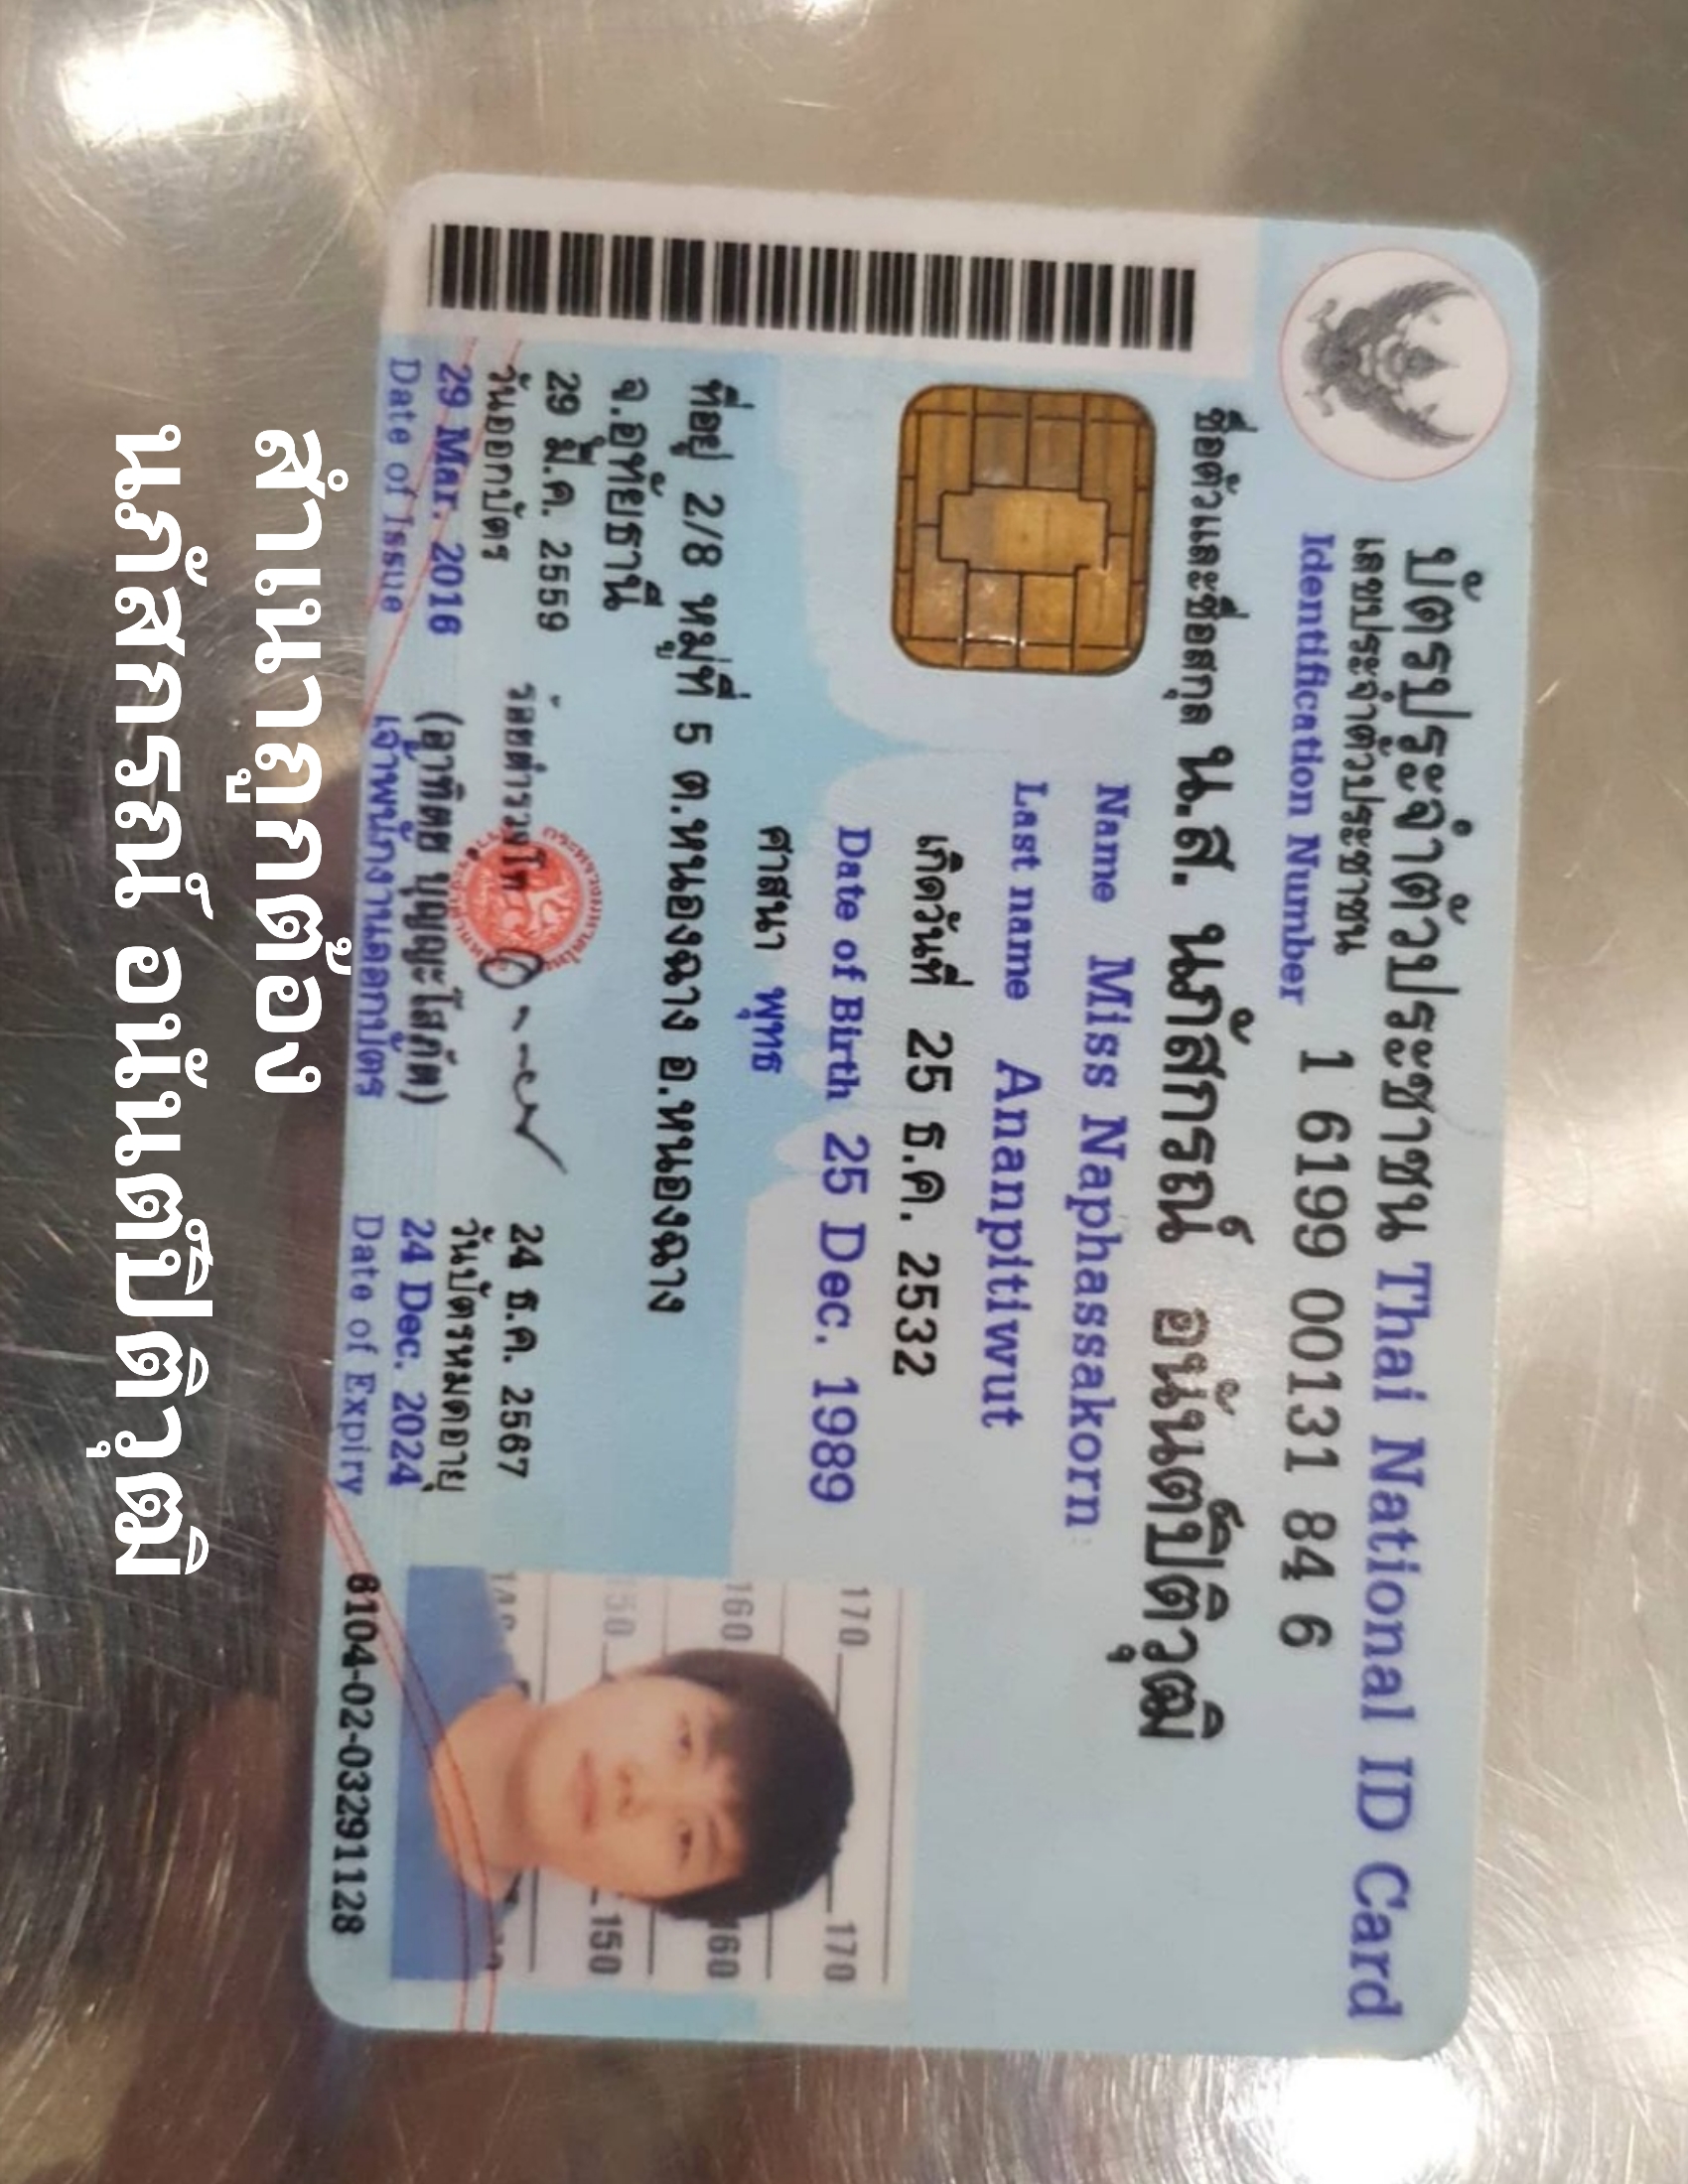 บัตรประจำตัวประชาชน Thai National ID Card
เลขประจำตัวประชาชน
Identification Number 1 6199 00131 84 6
ชื่อตัวและชื่อสกุล น.ส. นภัสกรณ์ อนันต์ปิติวุฒิ
Name Miss Naphassakorn
Last name Ananpitiwut
เกิดวันที่ 25 ธ.ค. 2532
Date of Birth 25 Dec. 1989
ศาสนา พุทธ
ที่อยู่ 2/8 หมู่ที่ 5 ต.หนองฉาง อ.หนองฉาง
จ.อุทัยธานี
29 มี.ค. 2559
วันออกบัตร
29 Mar. 2016
Date of Issue
ร้อยตำรวจโท
(อาทิตย บุญญะโสภัต)
เจ้าพนักงานออกบัตร
24 ธ.ค. 2567
วันบัตรหมดอายุ
24 Dec. 2024
Date of Expiry
170 170
160 160
150 150
6104-02-03291128
สำเนาถูกต้อง
นภัสกรณ์ อนันต์ปิติวุฒิ